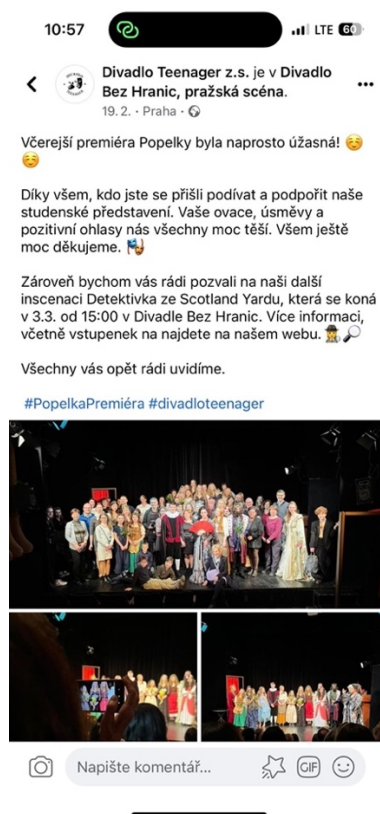 10:57
LTE 60
Divadlo Teenager z.s. je v Divadlo
Bez Hranic, pražská scéna.
19. 2. · Praha ·
Včerejší premiéra Popelky byla naprosto úžasná! ☺️
☺️
Díky všem, kdo jste se přišli podívat a podpořit naše
studenské představení. Vaše ovace, úsměvy a
pozitivní ohlasy nás všechny moc těší. Všem ještě
moc děkujeme. 🎭
Zároveň bychom vás rádi pozvali na naši další
inscenaci Detektivka ze Scotland Yardu, která se koná
v 3.3. od 15:00 v Divadle Bez Hranic. Více informaci,
včetně vstupenek na najdete na našem webu. 🕵️🔎
Všechny vás opět rádi uvidíme.
#PopelkaPremiéra #divadloteenager
Napište komentář...
GIF